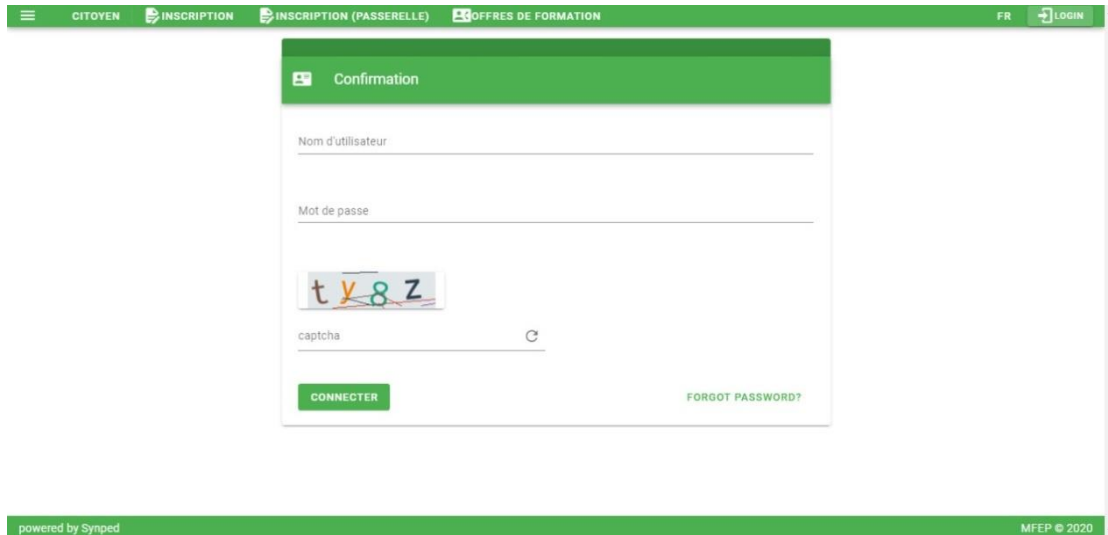 CITOYEN INSCRIPTION INSCRIPTION (PASSERELLE) OFFRES DE FORMATION FR LOGIN
Confirmation
Nom d'utilisateur
Mot de passe
ty8z
captcha
CONNECTER FORGOT PASSWORD?
powered by Synped MFEP © 2020